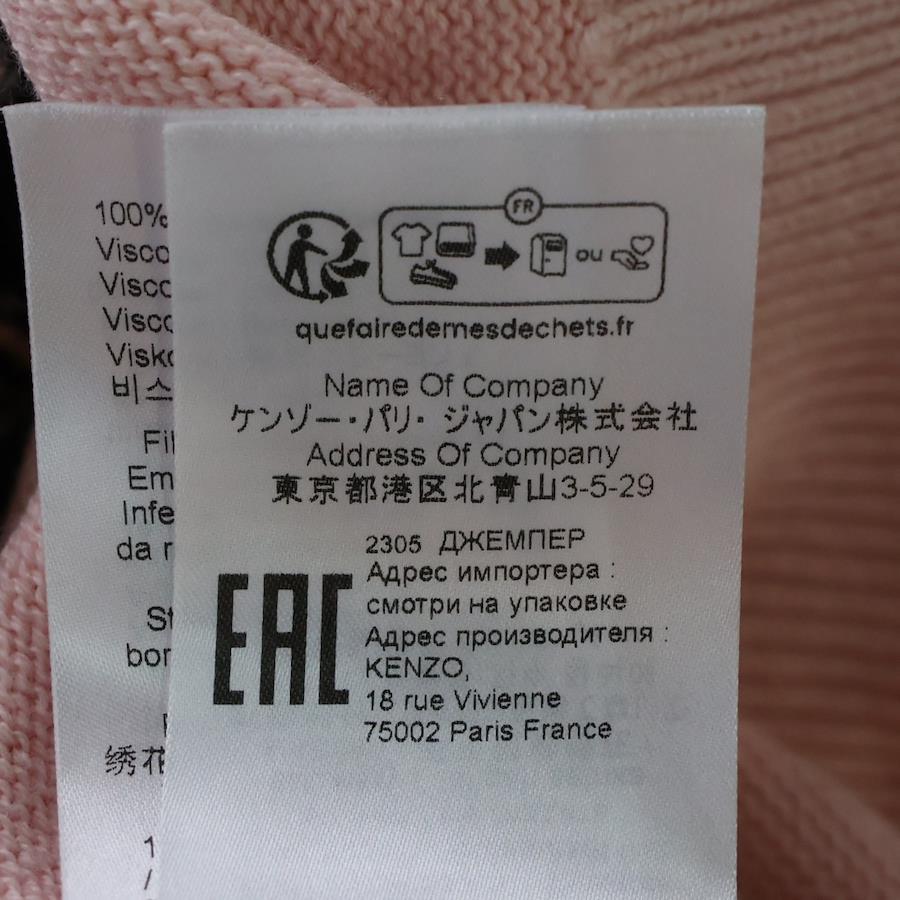 100%
Visco
Visco
Visco
Visko
비스
Fil
Em
Infe
da r
St
bor
绣花
1
/
FR
ou
quefairedemesdechets.fr
Name Of Company
ケンゾー・パリ・ジャパン株式会社
Address Of Company
東京都港区北青山3-5-29
2305 ДЖЕМПЕР
Адрес импортера :
смотри на упаковке
Адрес производителя :
KENZO,
18 rue Vivienne
75002 Paris France
EAC